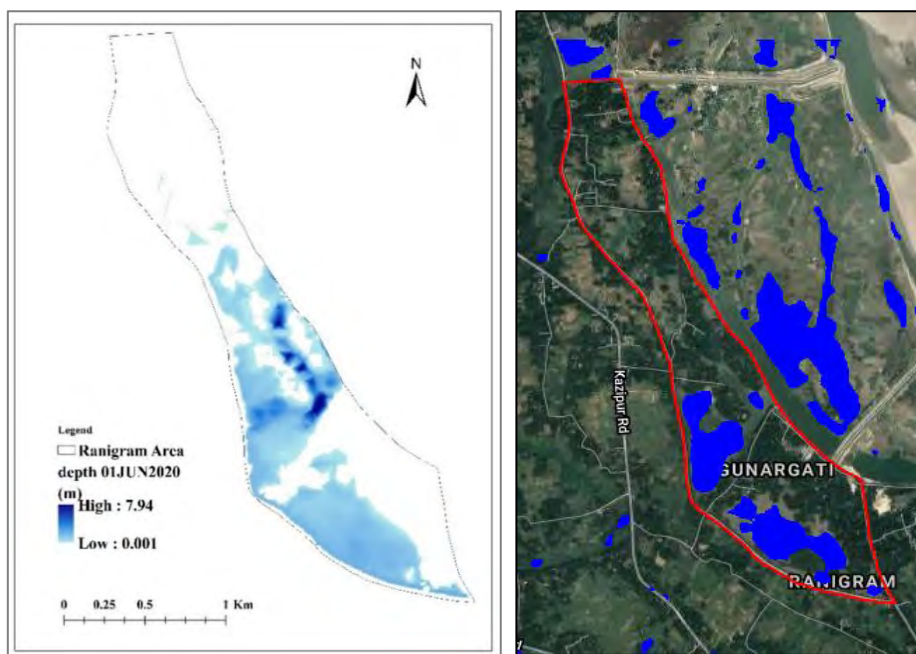 N
Legend
Ranigram Area
depth 01JUN2020
(m)
High : 7.94
Low : 0.001
0 0.25 0.5 1 Km
Kazipur Rd
GUNARGATI
RANIGRAM